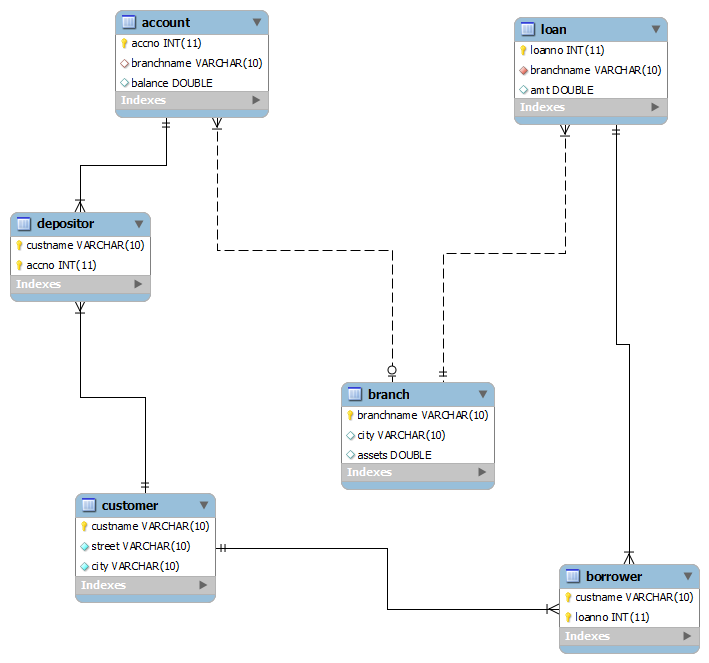 account
accno INT(11)
branchname VARCHAR(10)
balance DOUBLE
Indexes
loan
loanno INT(11)
branchname VARCHAR(10)
amt DOUBLE
Indexes
depositor
custname VARCHAR(10)
accno INT(11)
Indexes
branch
branchname VARCHAR(10)
city VARCHAR(10)
assets DOUBLE
Indexes
customer
custname VARCHAR(10)
street VARCHAR(10)
city VARCHAR(10)
Indexes
borrower
custname VARCHAR(10)
loanno INT(11)
Indexes